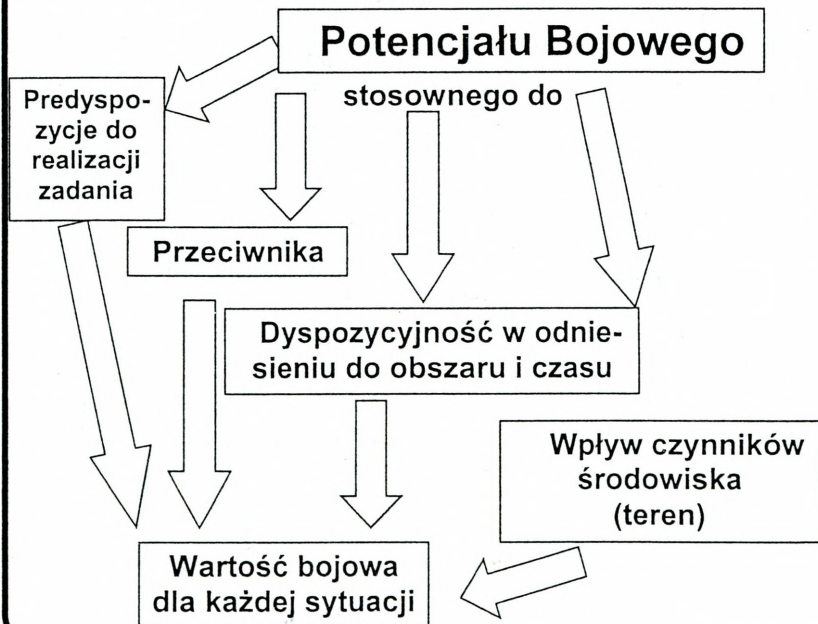 Potencjału Bojowego
stosownego do
Predyspo-
zycje do
realizacji
zadania
Przeciwnika
Dyspozycyjność w odnie-
sieniu do obszaru i czasu
Wpływ czynników
środowiska
(teren)
Wartość bojowa
dla każdej sytuacji